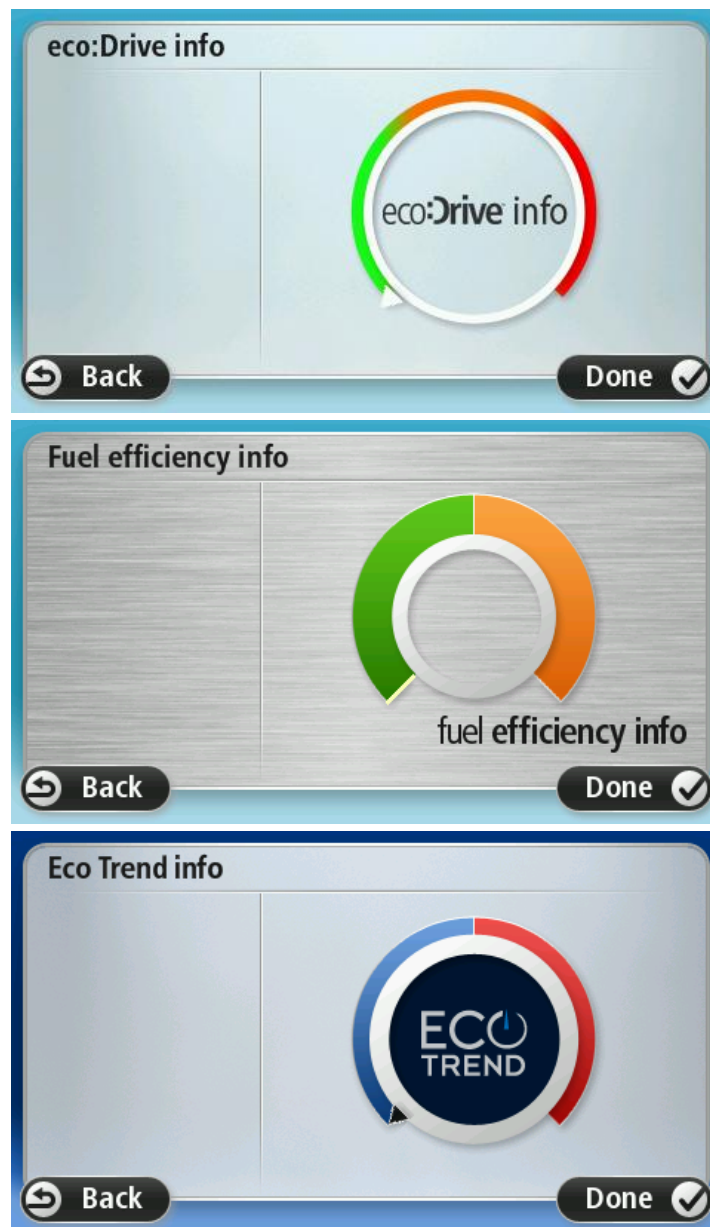 eco:Drive info
eco:Drive info
Back
Done
Fuel efficiency info
fuel efficiency info
Back
Done
Eco Trend info
ECO
TREND
Back
Done